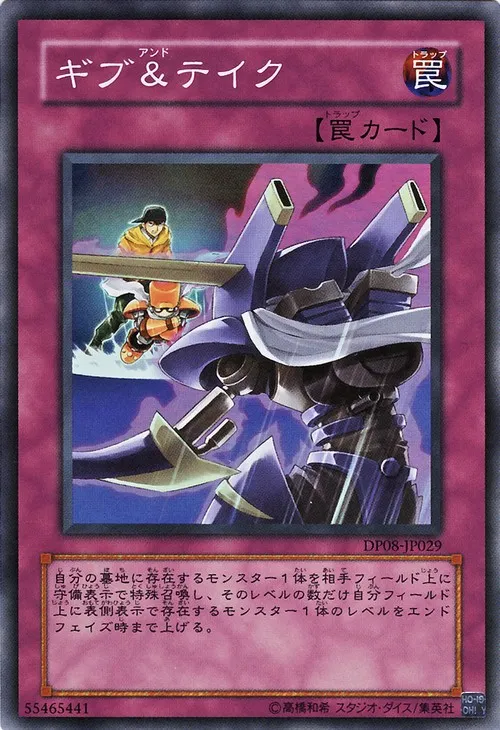 ギブ&テイク
アンド
罠
トラップ
【罠カード】
トラップ
DP08-JP029
自分の墓地に存在するモンスター1体を相手フィールド上に
守備表示で特殊召喚し、そのレベルの数だけ自分フィールド
上に表側表示で存在するモンスター1体のレベルをエンド
フェイズ時まで上げる。
55465441
©高橋和希 スタジオ・ダイス/集英社